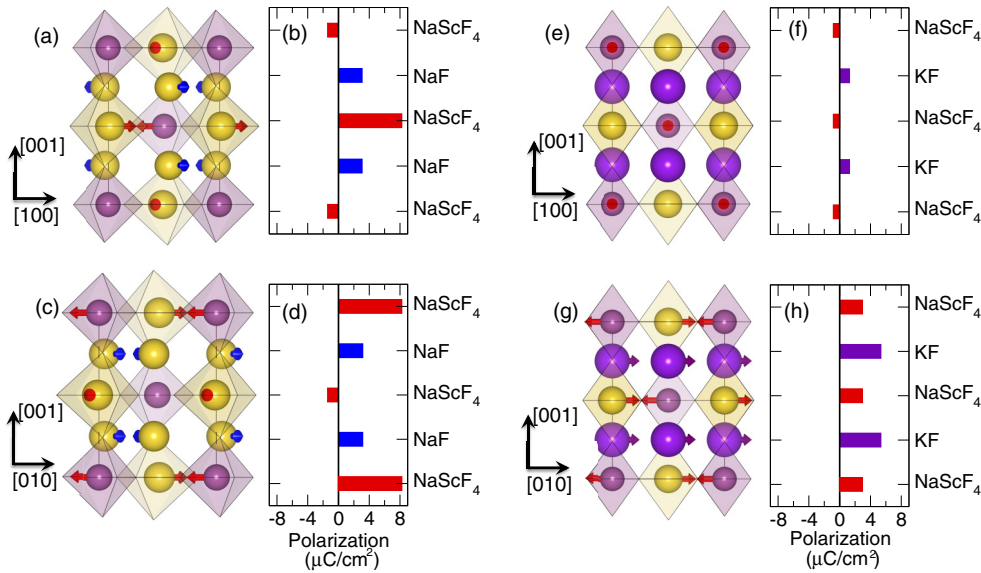 (a)
[001]
[100]
(b)
NaScF4
NaF
NaScF4
NaF
NaScF4
(e)
[001]
[100]
(f)
NaScF4
KF
NaScF4
KF
NaScF4
(c)
[001]
[010]
(d)
NaScF4
NaF
NaScF4
NaF
NaScF4
-8 -4 0 4 8
Polarization
(μC/cm2)
(g)
[001]
[010]
(h)
NaScF4
KF
NaScF4
KF
NaScF4
-8 -4 0 4 8
Polarization
(μC/cm2)